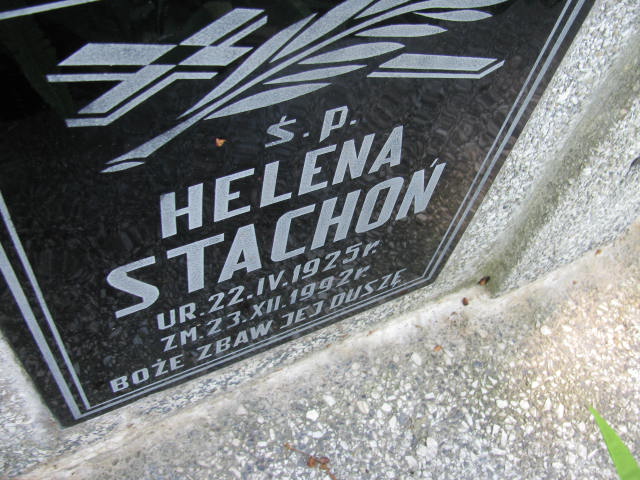 Ś.P.
HELENA
STACHOŃ
UR.22.IV.1925r.
ZM.23.XII.1992r.
BOŻE ZBAW JEJ DUSZĘ